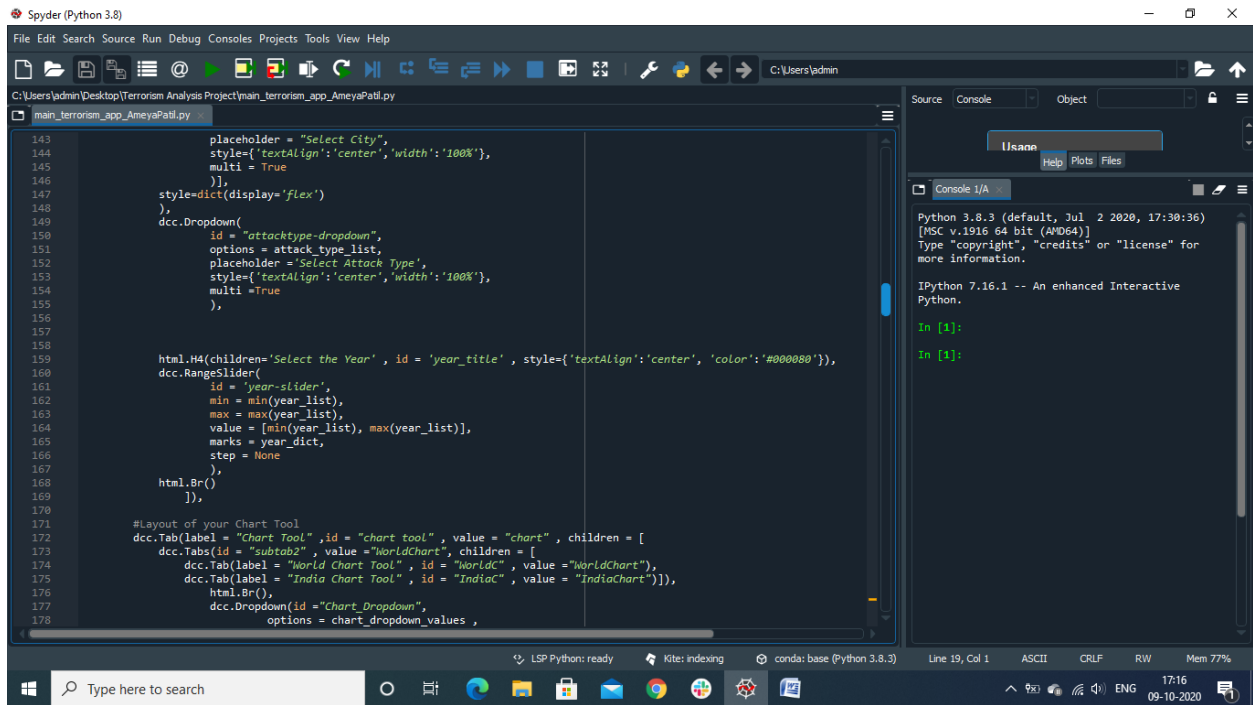 Spyder (Python 3.8)
File Edit Search Source Run Debug Consoles Projects Tools View Help
C:\Users\admin
C:\Users\admin\Desktop\Terrorism Analysis Project\main_terrorism_app_AmeyaPatil.py
main_terrorism_app_AmeyaPatil.py
143 placeholder = "Select City",
144 style={'textAlign':'center','width':'100%'},
145 multi = True
146 )],
147 style=dict(display='flex')
148 ),
149 dcc.Dropdown(
150 id = "attacktype-dropdown",
151 options = attack_type_list,
152 placeholder ='Select Attack Type',
153 style={'textAlign':'center','width':'100%'},
154 multi =True
155 ),
156
157
158
159 html.H4(children='Select the Year' , id = 'year_title' , style={'textAlign':'center', 'color':'#000080'}),
160 dcc.RangeSlider(
161 id = 'year-slider',
162 min = min(year_list),
163 max = max(year_list),
164 value = [min(year_list), max(year_list)],
165 marks = year_dict,
166 step = None
167 ),
168 html.Br()
169 ]),
170
171 #Layout of your Chart Tool
172 dcc.Tab(label = "Chart Tool" ,id = "chart tool" , value = "chart" , children = [
173 dcc.Tabs(id = "subtab2" , value ="WorldChart", children = [
174 dcc.Tab(label = "World Chart Tool" , id = "WorldC" , value ="WorldChart"),
175 dcc.Tab(label = "India Chart Tool" , id = "IndiaC" , value = "IndiaChart")]),
176 html.Br(),
177 dcc.Dropdown(id ="Chart_Dropdown",
178 options = chart_dropdown_values ,
Source Console Object
Usage
Help Plots Files
Console 1/A
Python 3.8.3 (default, Jul 2 2020, 17:30:36)
[MSC v.1916 64 bit (AMD64)]
Type "copyright", "credits" or "license" for
more information.
IPython 7.16.1 -- An enhanced Interactive
Python.
In [1]:
In [1]:
LSP Python: ready Kite: indexing conda: base (Python 3.8.3) Line 19, Col 1 ASCII CRLF RW Mem 77%
Type here to search
ENG
17:16
09-10-2020
1